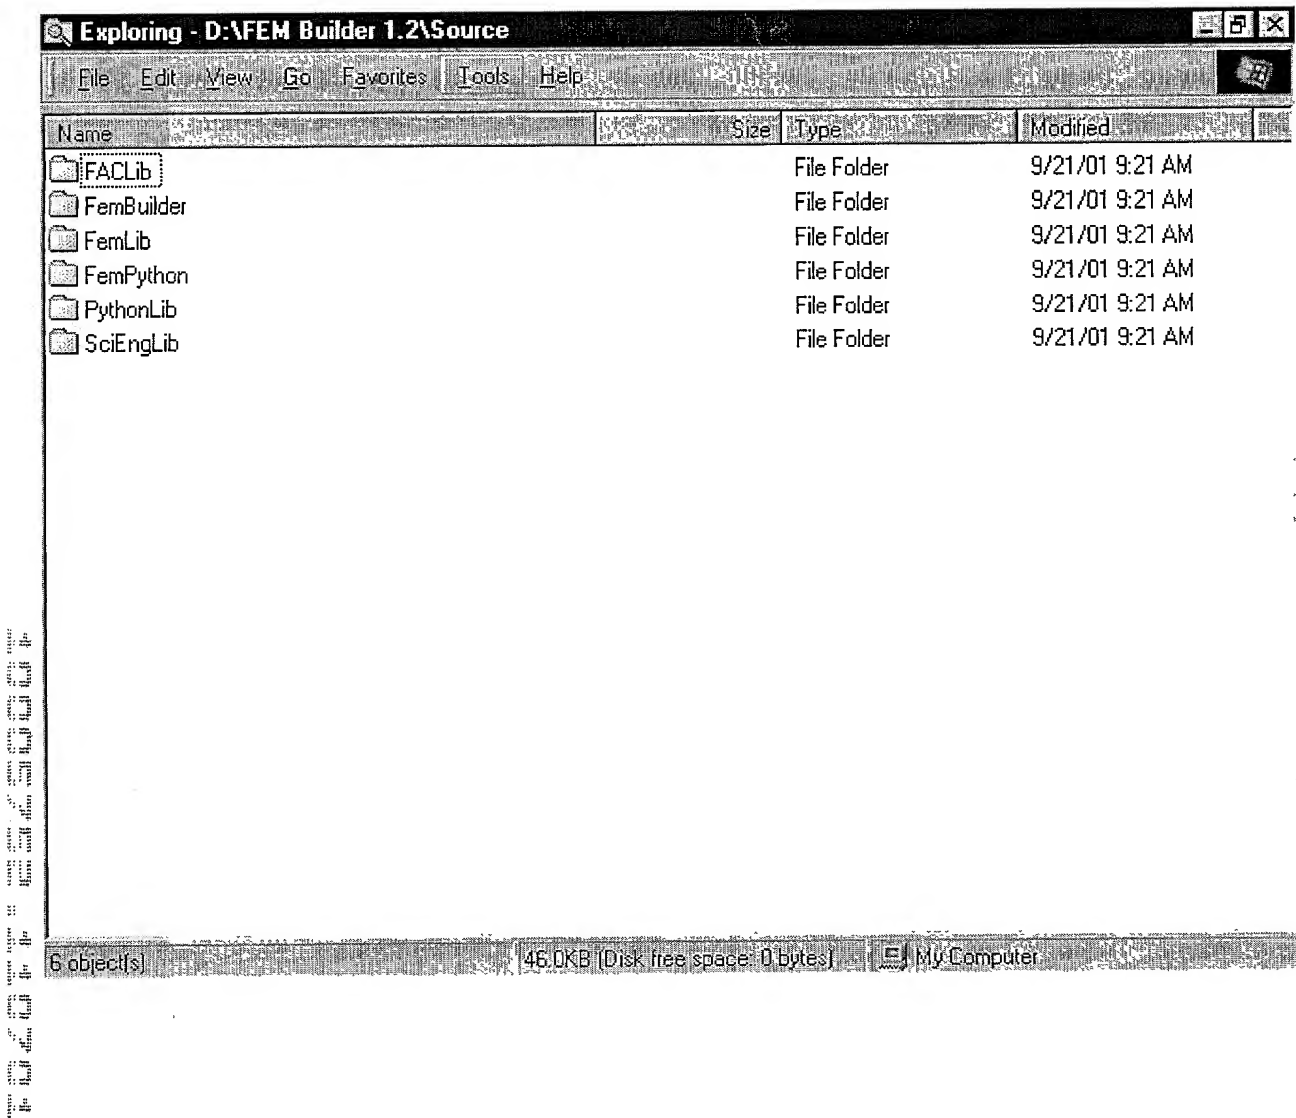 Exploring - D:\FEM Builder 1.2\Source
File Edit View Go Favorites Tools Help
Name Size Type Modified
FACLib File Folder 9/21/01 9:21 AM
FemBuilder File Folder 9/21/01 9:21 AM
FemLib File Folder 9/21/01 9:21 AM
FemPython File Folder 9/21/01 9:21 AM
PythonLib File Folder 9/21/01 9:21 AM
SciEngLib File Folder 9/21/01 9:21 AM
6 object(s) 46.0KB (Disk free space: 0 bytes) My Computer